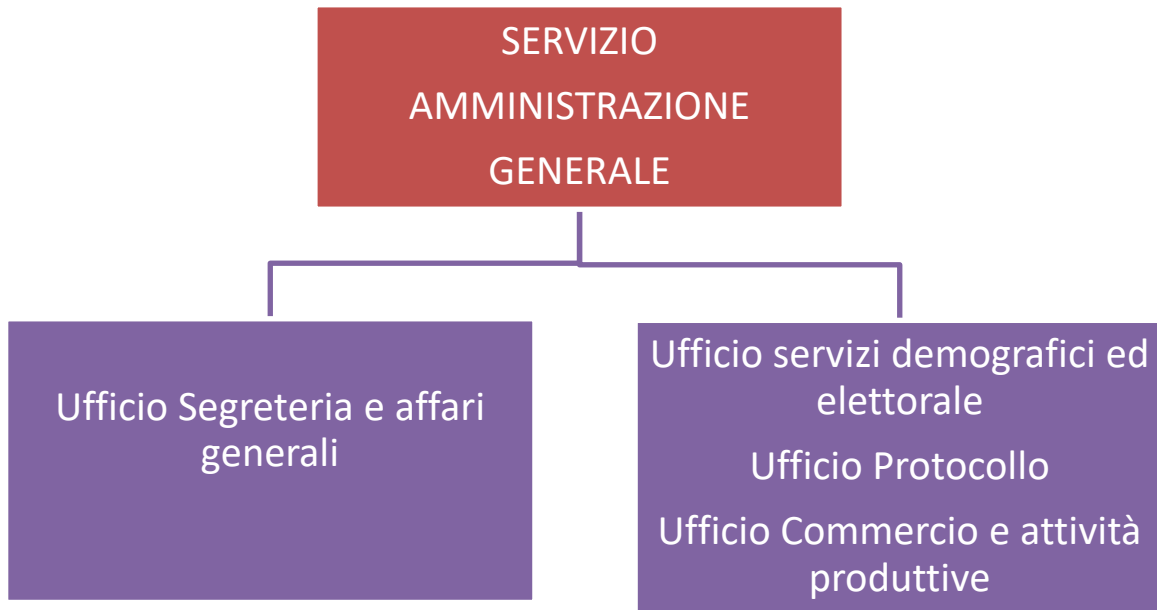 SERVIZIO
AMMINISTRAZIONE
GENERALE
Ufficio Segreteria e affari
generali
Ufficio servizi demografici ed
elettorale
Ufficio Protocollo
Ufficio Commercio e attività
produttive